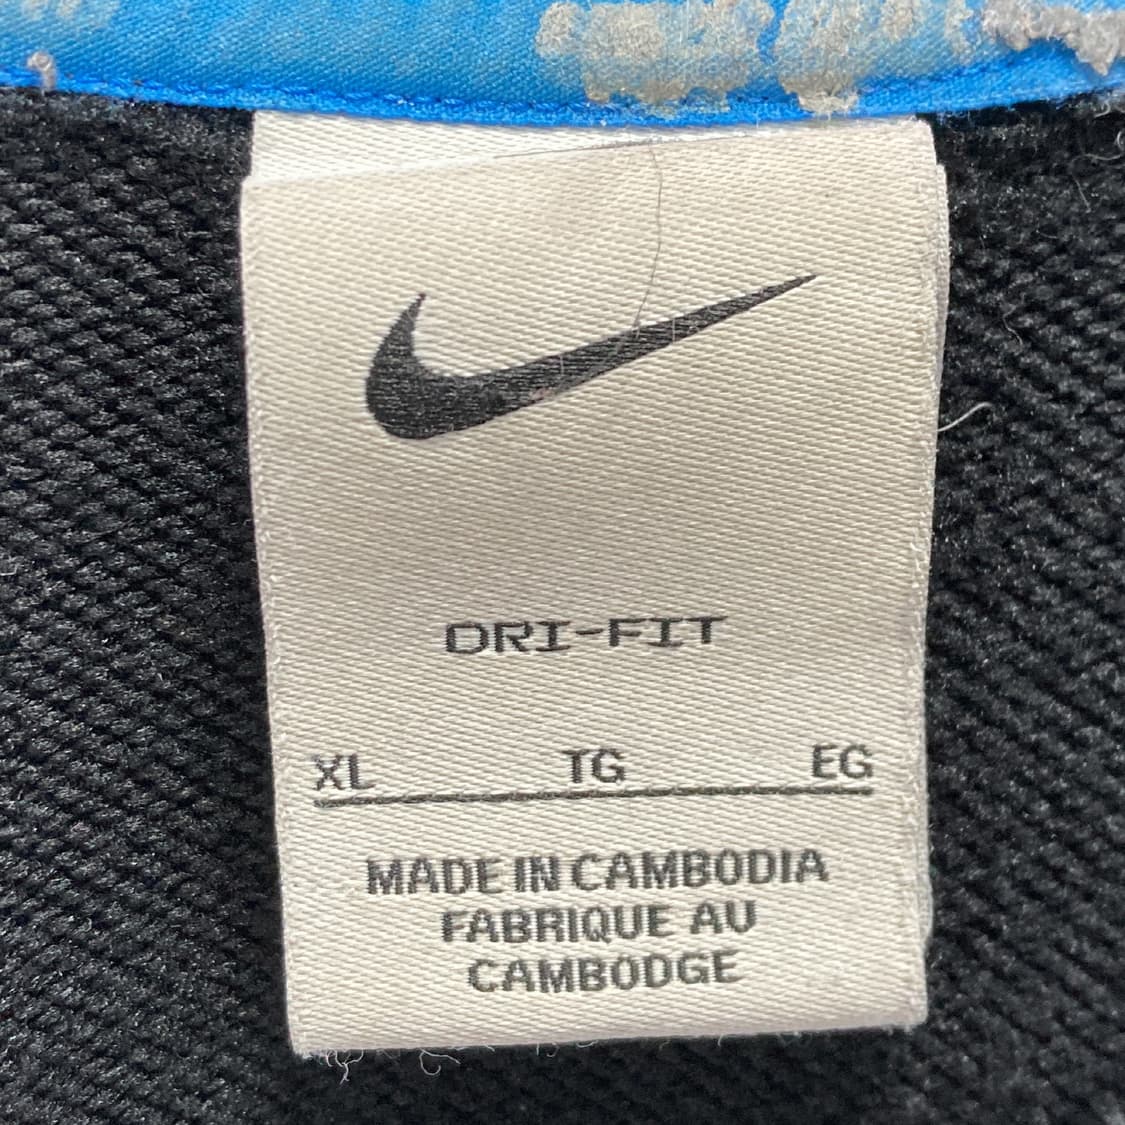 DRI-FIT
XL TG EG
MADE IN CAMBODIA
FABRIQUE AU
CAMBODGE